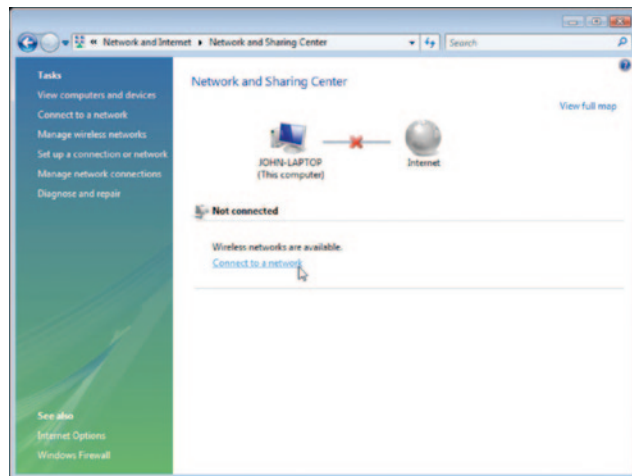 « Network and Internet ▸ Network and Sharing Center
Search
Tasks
View computers and devices
Connect to a network
Manage wireless networks
Set up a connection or network
Manage network connections
Diagnose and repair
See also
Internet Options
Windows Firewall
Network and Sharing Center
View full map
JOHN-LAPTOP
(This computer)
Internet
Not connected
Wireless networks are available.
Connect to a network